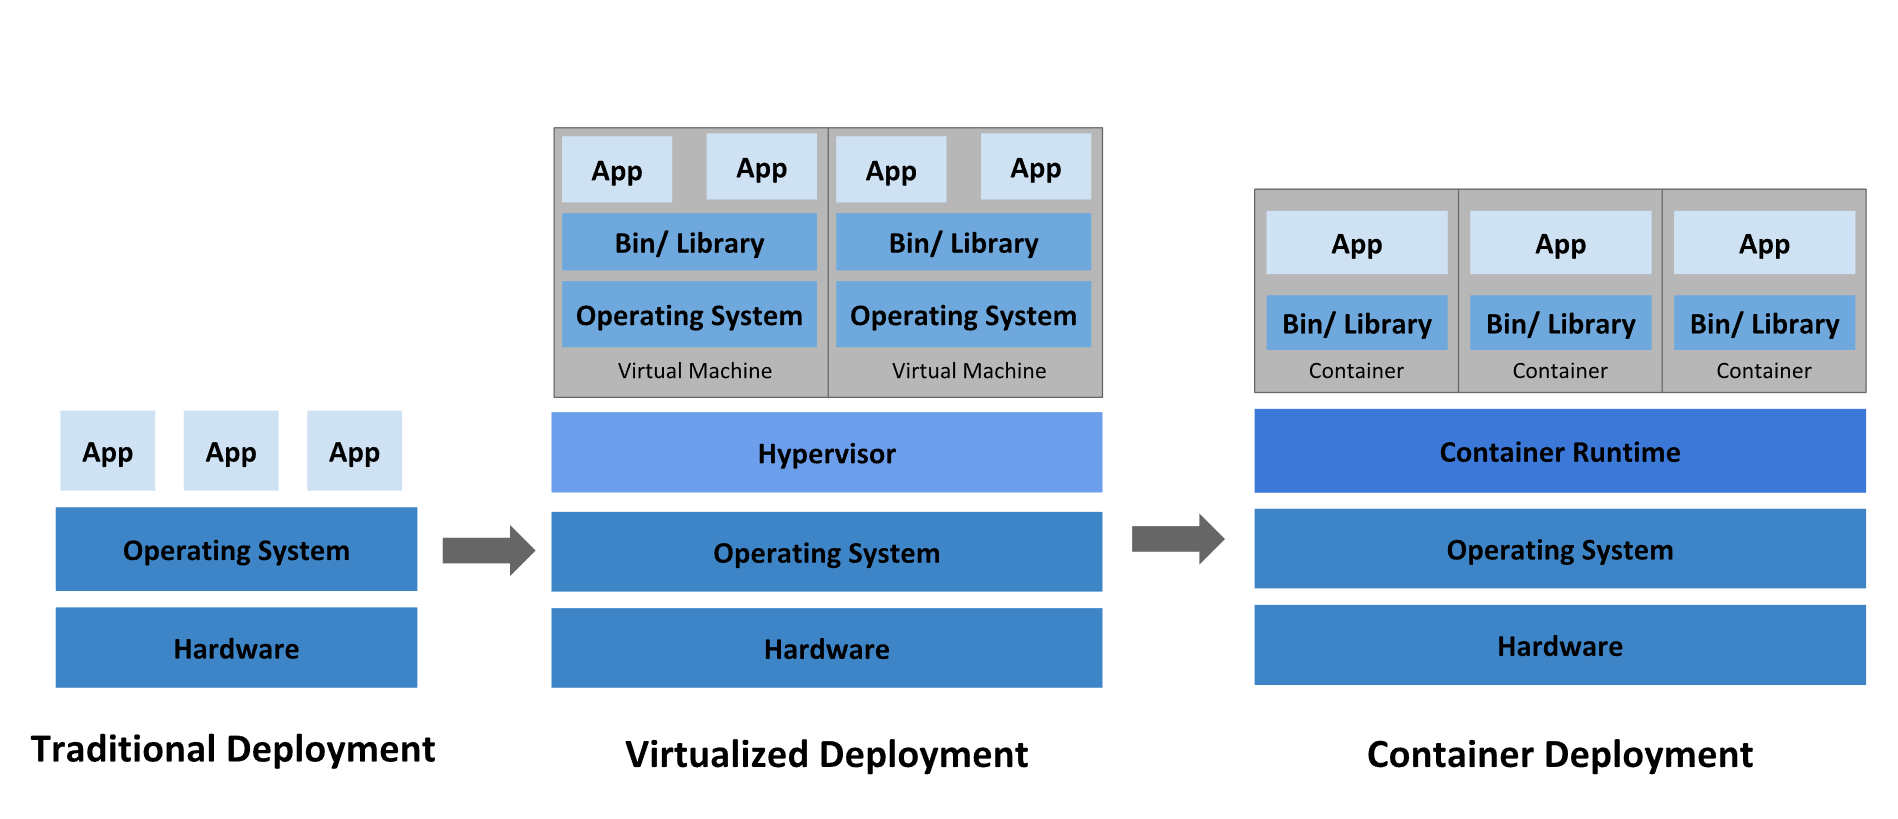 App
App
App
Operating System
Hardware
Traditional Deployment
App
App
Bin/ Library
Operating System
Virtual Machine
App
App
Bin/ Library
Operating System
Virtual Machine
Hypervisor
Operating System
Hardware
Virtualized Deployment
App
Bin/ Library
Container
App
Bin/ Library
Container
App
Bin/ Library
Container
Container Runtime
Operating System
Hardware
Container Deployment